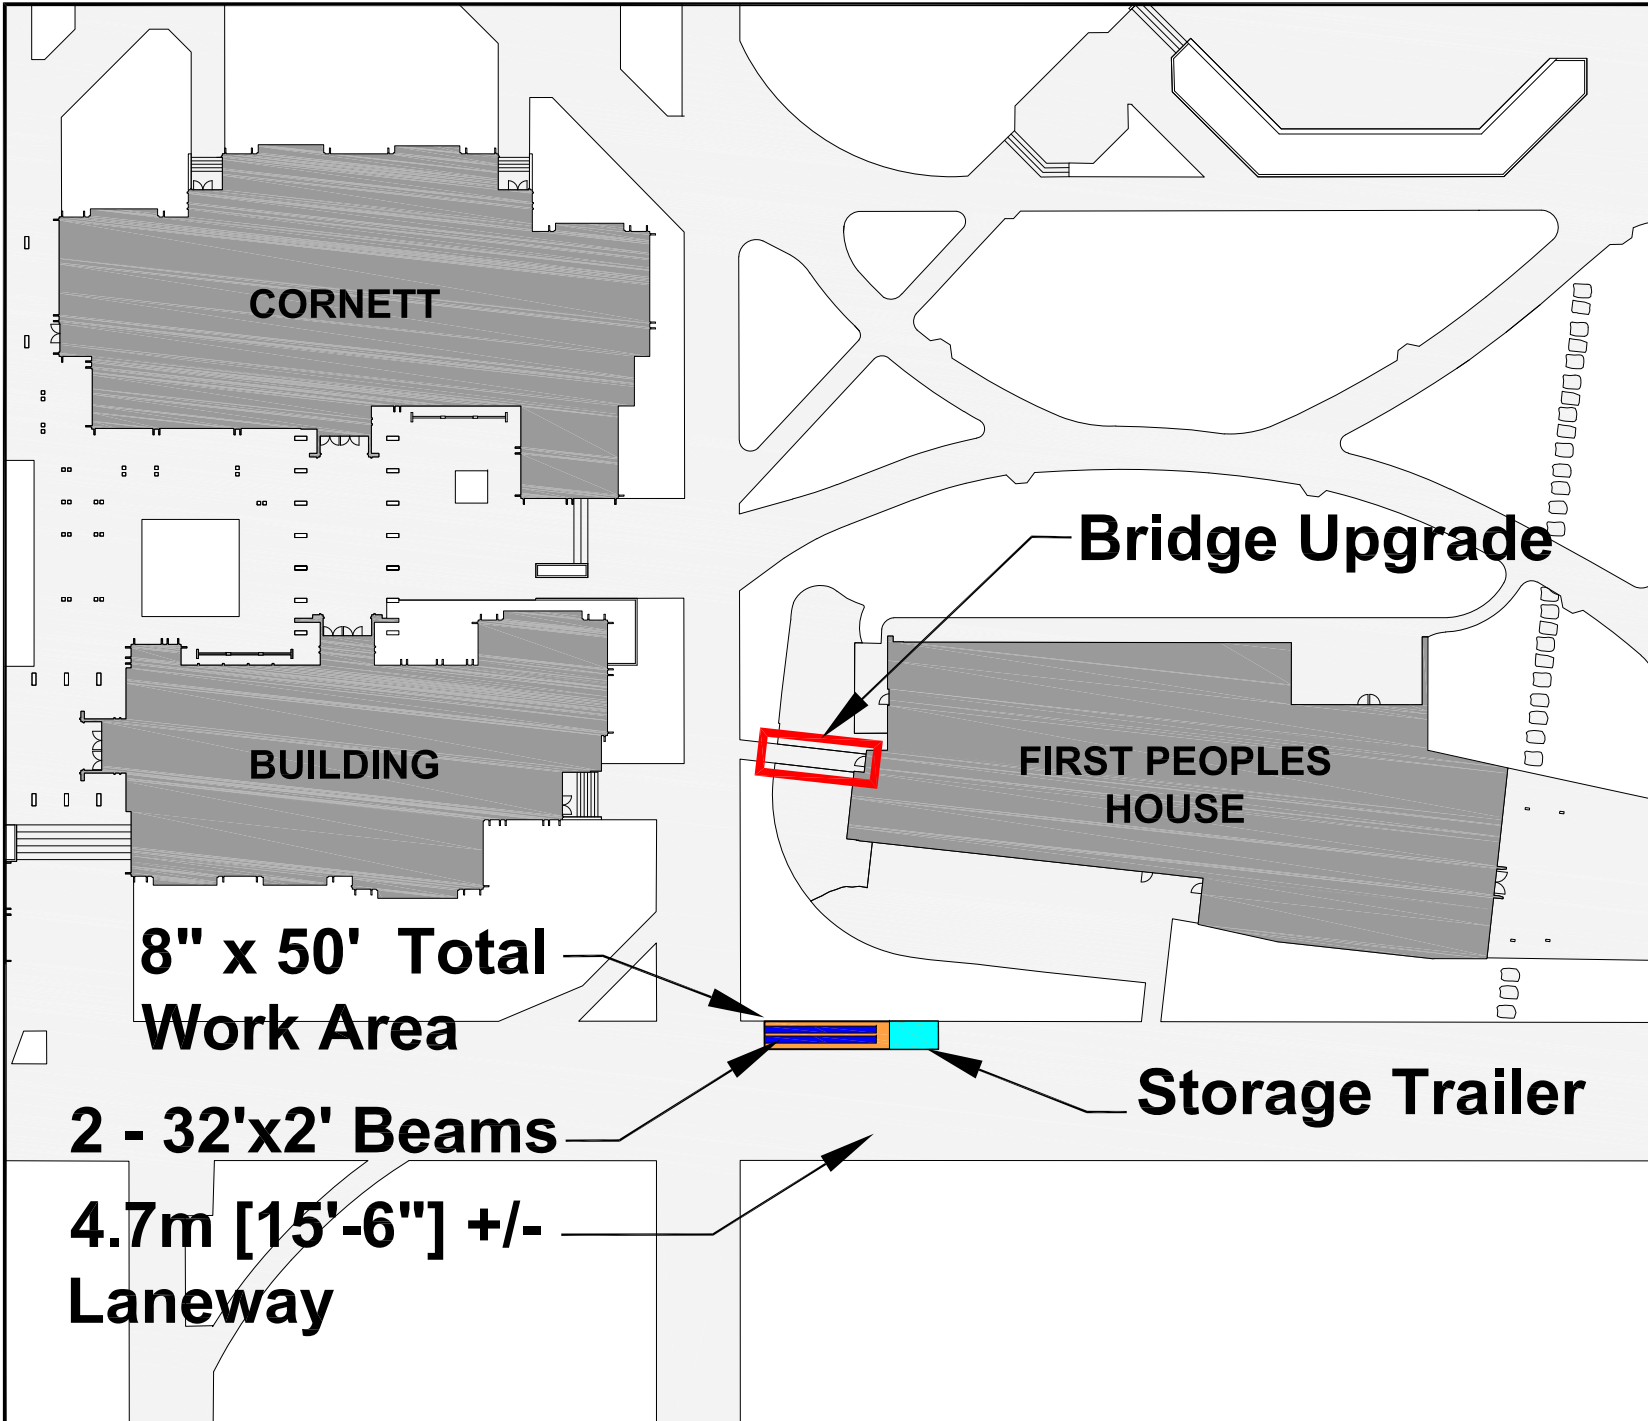 CORNETT
Bridge Upgrade
BUILDING
FIRST PEOPLES
HOUSE
8" x 50' Total
Work Area
Storage Trailer
2 - 32'x2' Beams
4.7m [15'-6"] +/-
Laneway